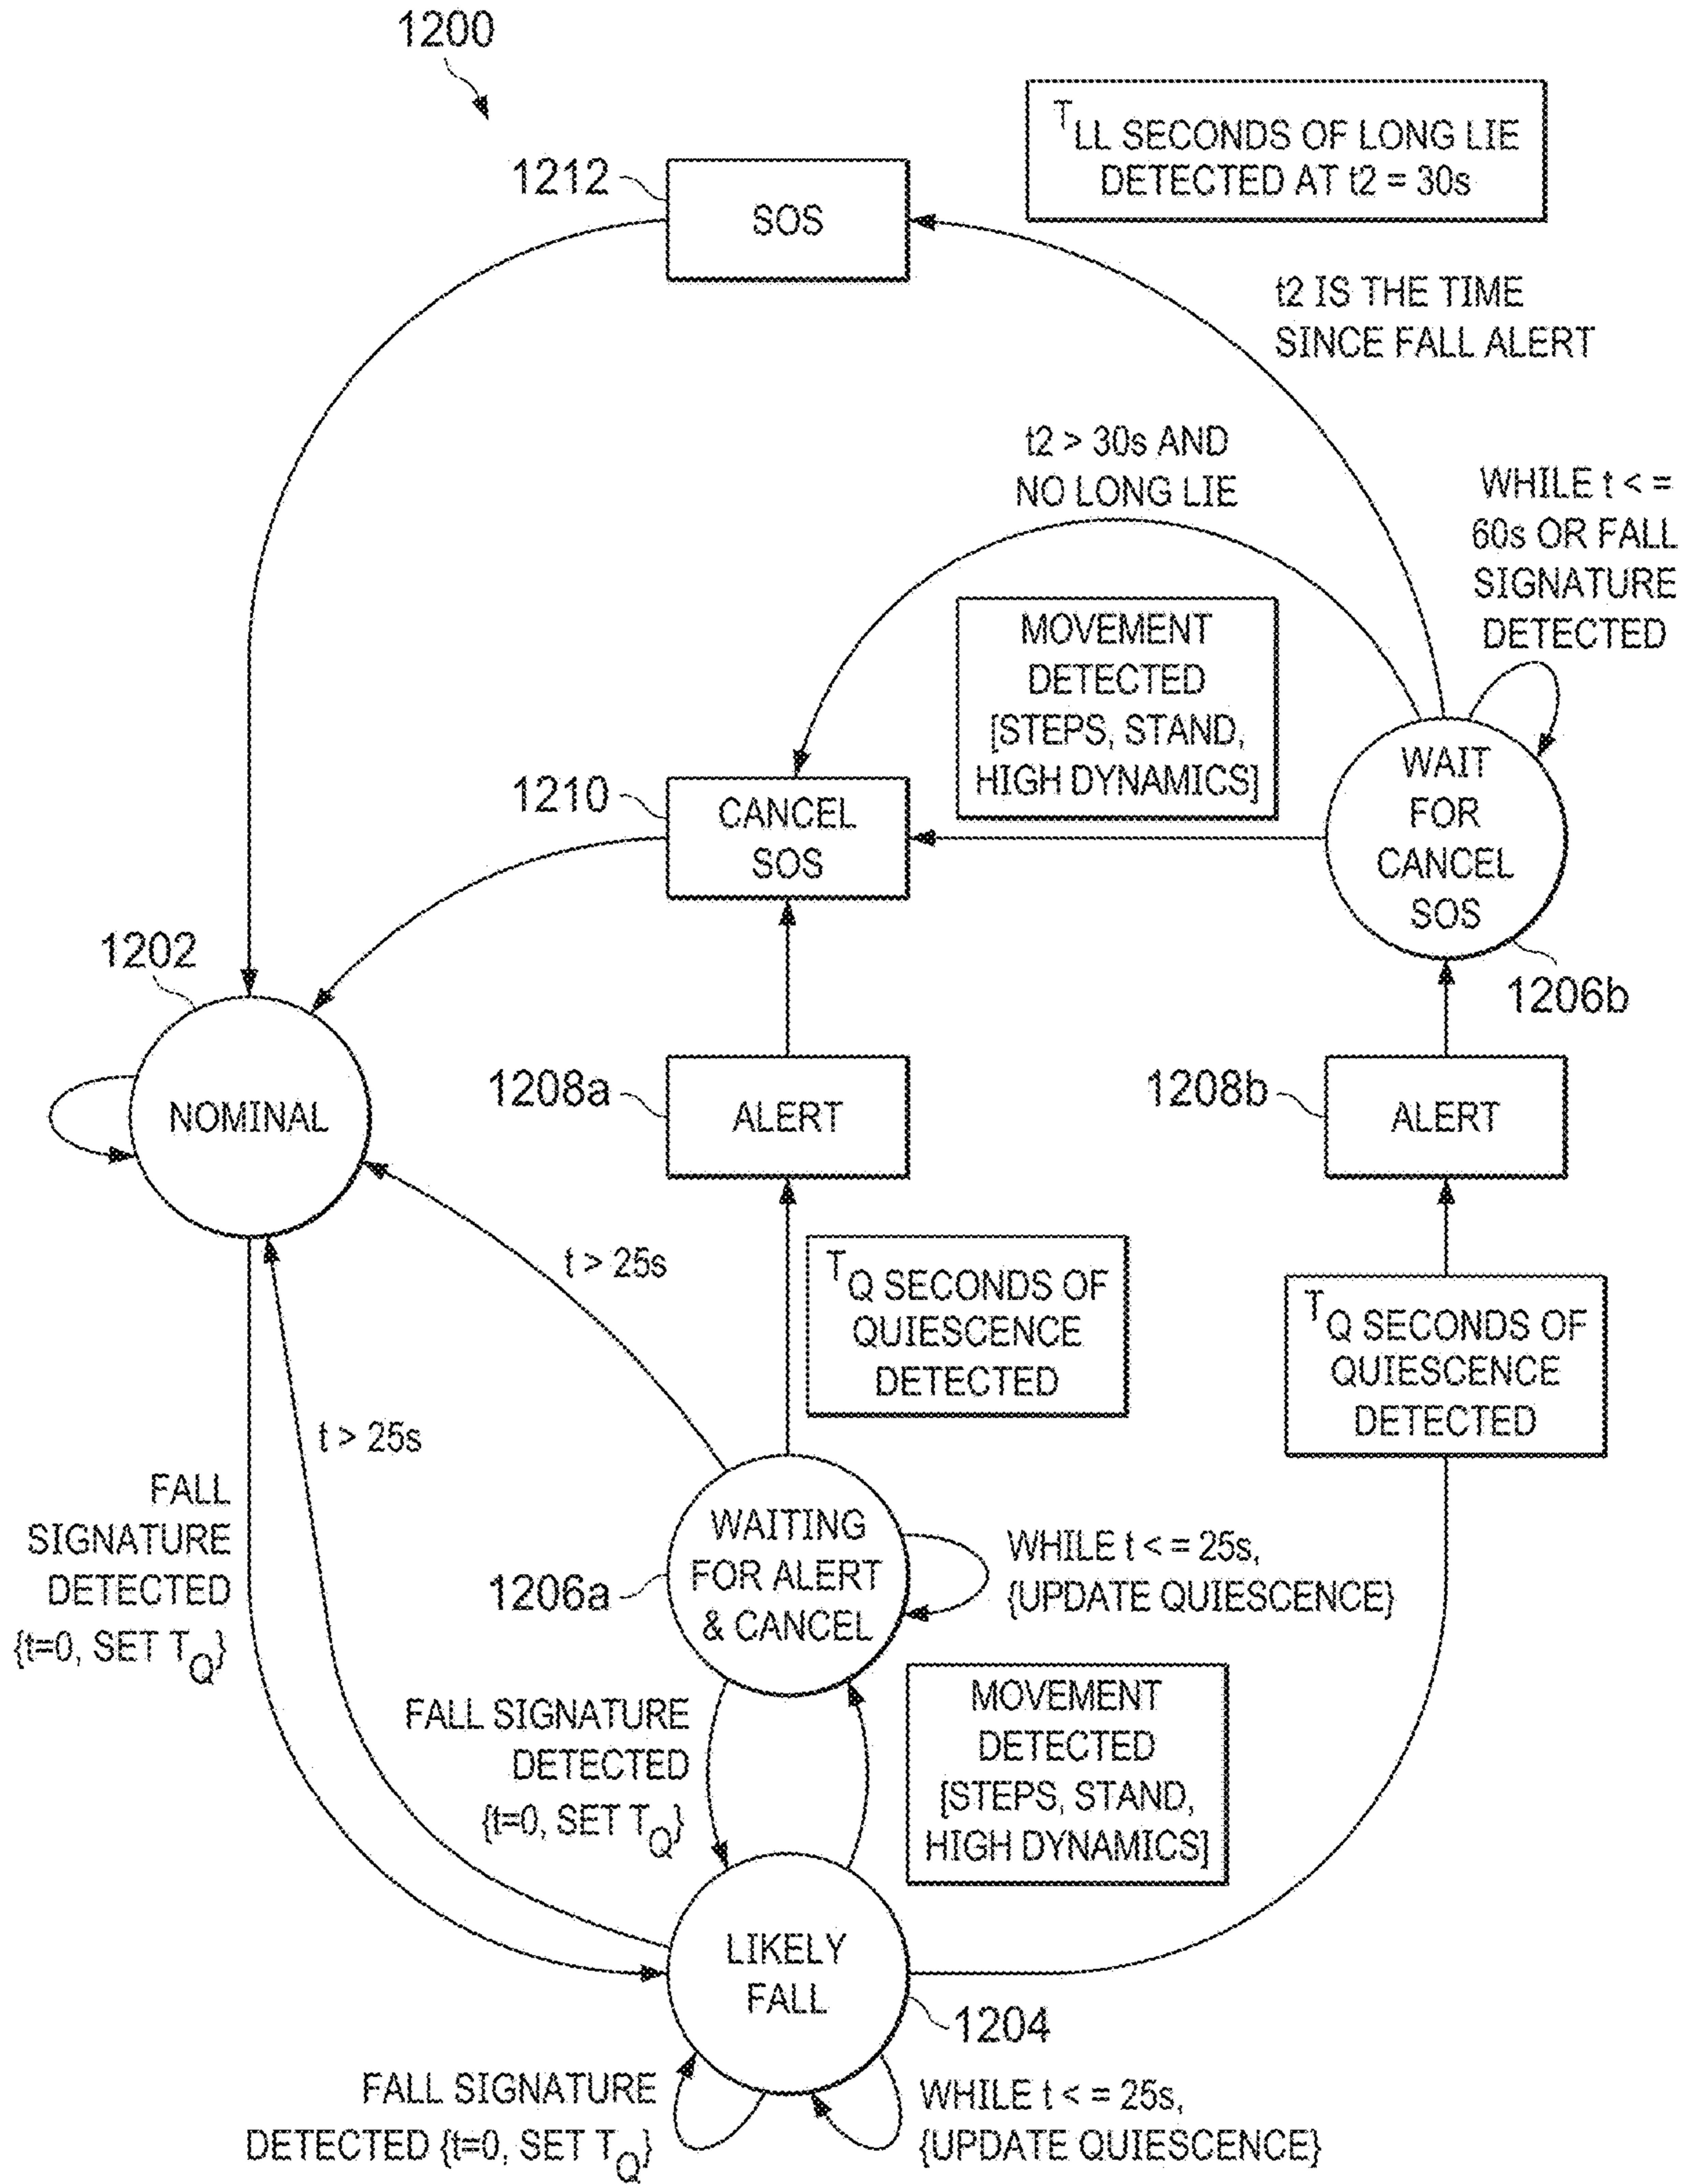 1200
T LL SECONDS OF LONG LIE
DETECTED AT t2 = 30s
1212
SOS
t2 IS THE TIME
SINCE FALL ALERT
t2 > 30s AND
NO LONG LIE
WHILE t < =
60s OR FALL
SIGNATURE
DETECTED
MOVEMENT
DETECTED
[STEPS, STAND,
HIGH DYNAMICS]
1210
CANCEL
SOS
WAIT
FOR
CANCEL
SOS
1206b
1202
NOMINAL
1208a
ALERT
1208b
ALERT
t > 25s
TQ SECONDS OF
QUIESCENCE
DETECTED
TQ SECONDS OF
QUIESCENCE
DETECTED
t > 25s
FALL
SIGNATURE
DETECTED
{t=0, SET TQ}
1206a
WAITING
FOR ALERT
& CANCEL
WHILE t < = 25s,
{UPDATE QUIESCENCE}
FALL SIGNATURE
DETECTED
{t=0, SET TQ}
MOVEMENT
DETECTED
[STEPS, STAND,
HIGH DYNAMICS]
LIKELY
FALL
1204
FALL SIGNATURE
DETECTED {t=0, SET TQ}
WHILE t < = 25s,
{UPDATE QUIESCENCE}